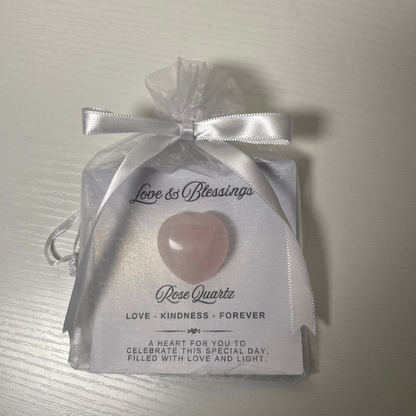 Love & Blessings
Rose Quartz
LOVE - KINDNESS - FOREVER
A HEART FOR YOU TO
CELEBRATE THIS SPECIAL DAY,
FILLED WITH LOVE AND LIGHT.